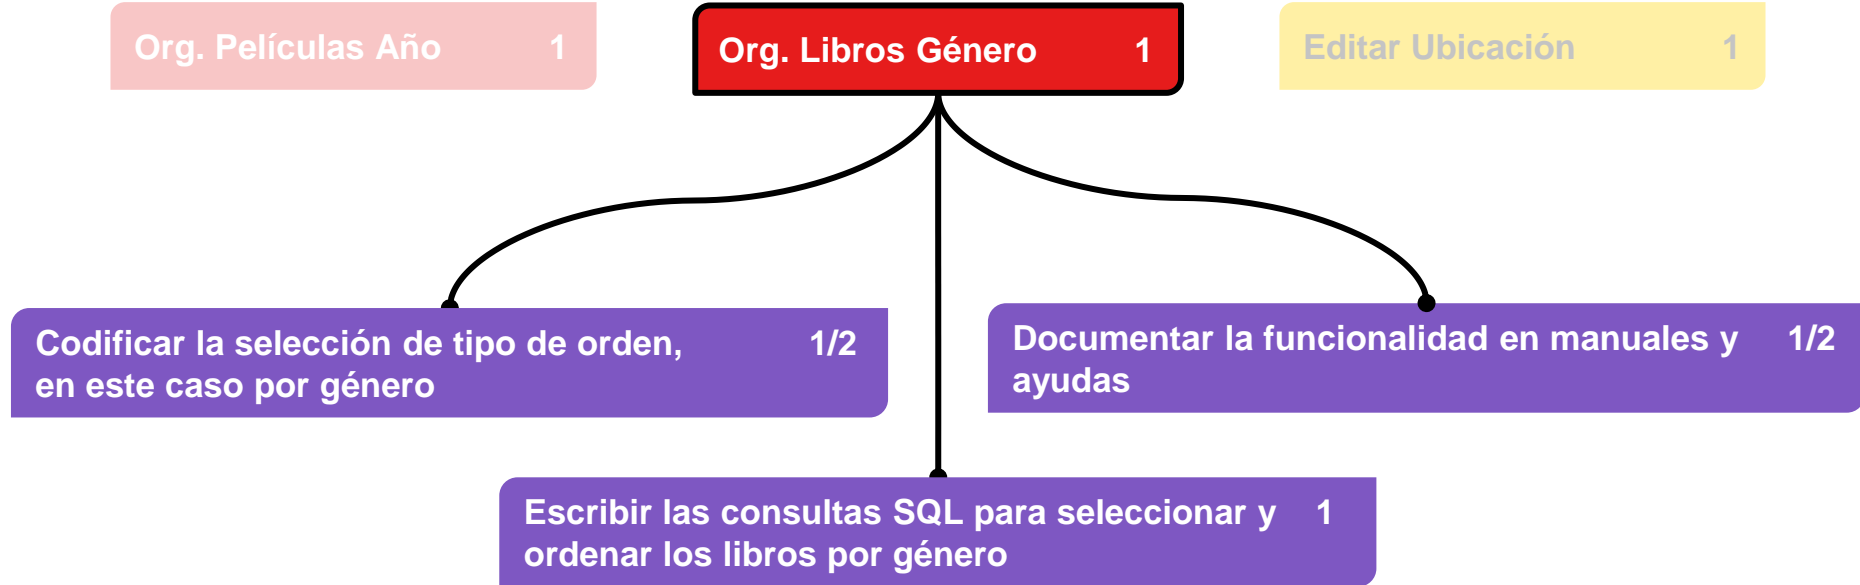 Org. Películas Año 1
Org. Libros Género 1
Editar Ubicación 1
Codificar la selección de tipo de orden, 1/2
en este caso por género
Documentar la funcionalidad en manuales y 1/2
ayudas
Escribir las consultas SQL para seleccionar y 1
ordenar los libros por género